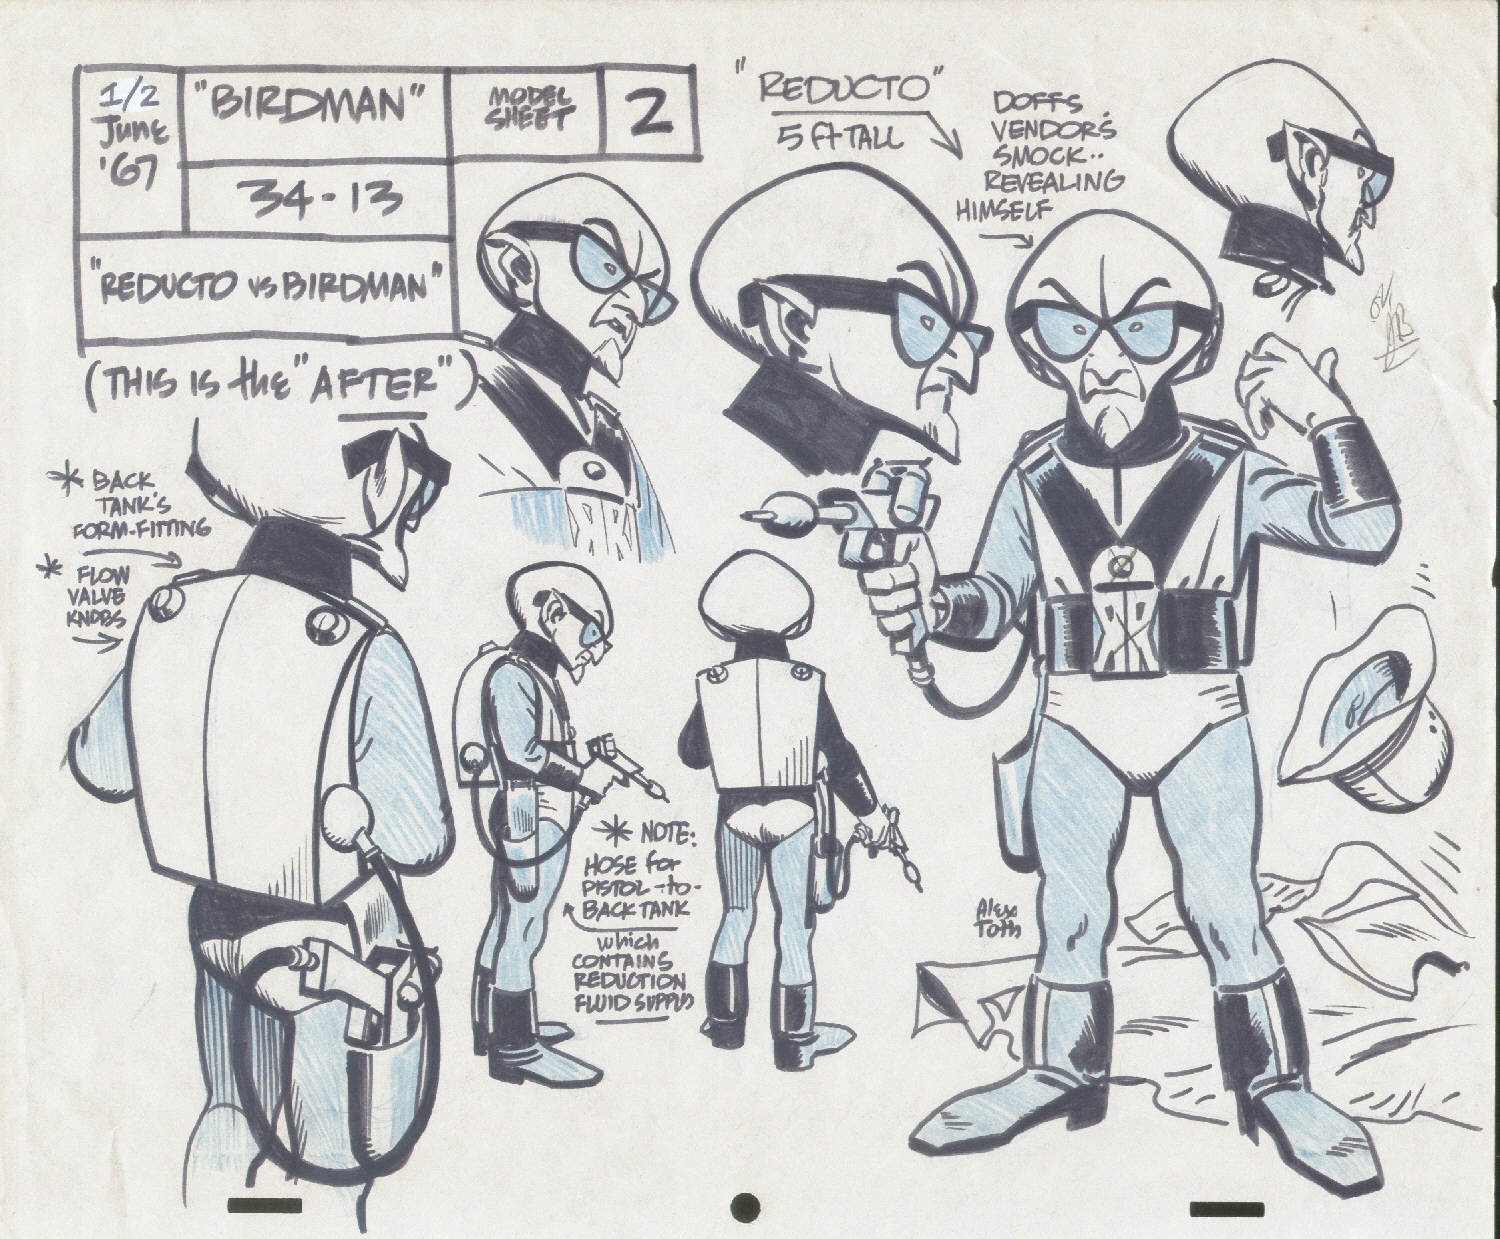 1/2
June
'67
"BIRDMAN"
MODEL
SHEET
2
34-13
"REDUCTO vs BIRDMAN"
(THIS IS the "AFTER")
"REDUCTO"
5 ft TALL
DOFFS
VENDOR'S
SMOCK..
REVEALING
HIMSELF
* BACK
TANK'S
FORM-FITTING
* FLOW
VALVE
KNOBS
* NOTE:
HOSE for
PISTOL-to-
BACK TANK
which
CONTAINS
REDUCTION
FLUID SUPPLY
Alex
Toth